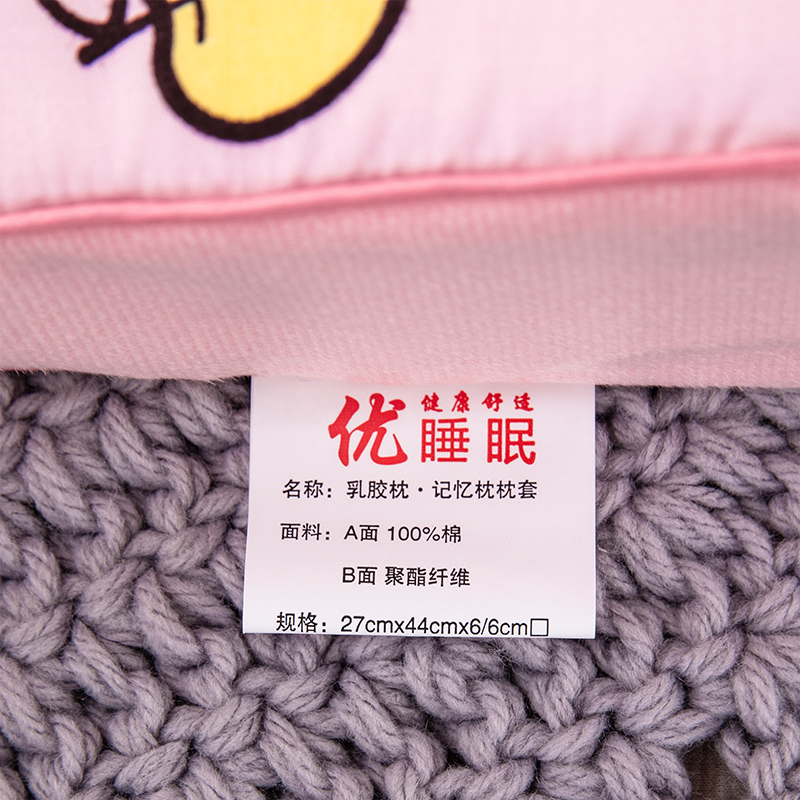 健康舒适
优睡眠
名称：乳胶枕·记忆枕枕套
面料：A面 100%棉
B面 聚酯纤维
规格：27cmx44cmx6/6cm□